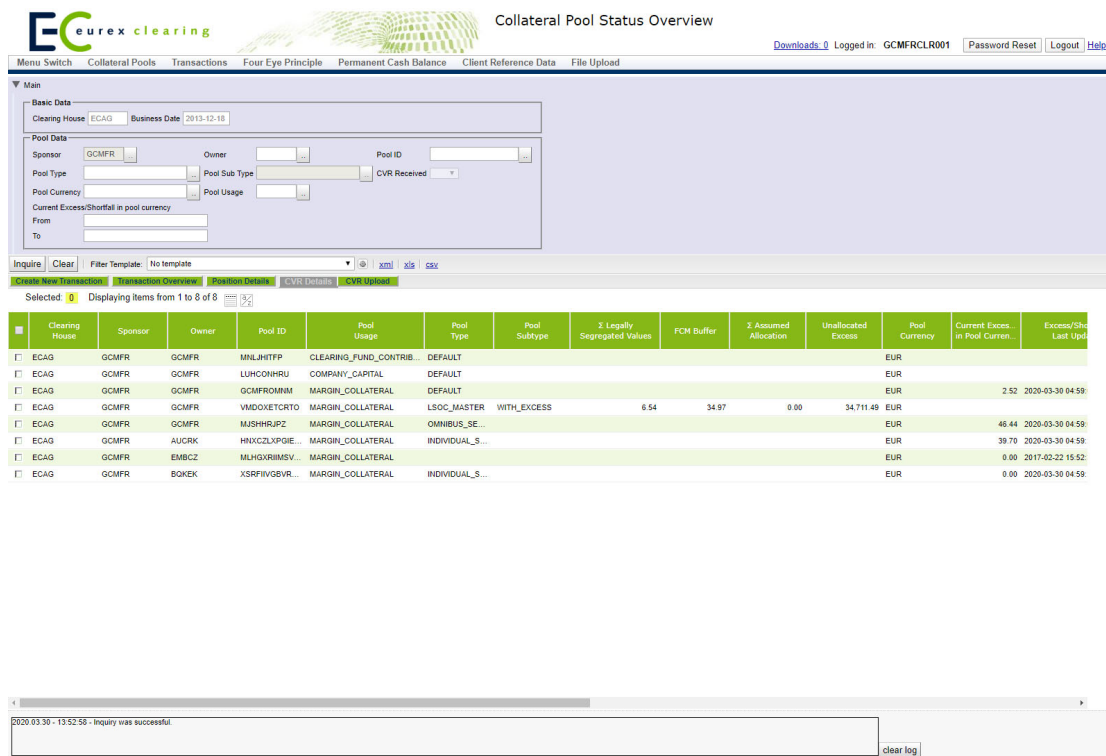 eurex clearing
Collateral Pool Status Overview
Downloads: 0 Logged in: GCMFRCLR001 Password Reset Logout Help
Menu Switch Collateral Pools Transactions Four Eye Principle Permanent Cash Balance Client Reference Data File Upload
Main
Basic Data
Clearing House ECAG Business Date 2013-12-18
Pool Data
Sponsor GCMFR .. Owner .. Pool ID ..
Pool Type .. Pool Sub Type .. CVR Received
Pool Currency .. Pool Usage ..
Current Excess/Shortfall in pool currency
From
To
Inquire Clear Filter Template: No template xml xls csv
Create New Transaction Transaction Overview Position Details CVR Details CVR Upload
Selected: 0 Displaying items from 1 to 8 of 8
Clearing House Sponsor Owner Pool ID Pool Usage Pool Type Pool Subtype Σ Legally Segregated Values FCM Buffer Σ Assumed Allocation Unallocated Excess Pool Currency Current Exces... in Pool Curren... Excess/Sho Last Upda
ECAG GCMFR GCMFR MNLJHITFP CLEARING_FUND_CONTRIB... DEFAULT EUR
ECAG GCMFR GCMFR LUHCONHRU COMPANY_CAPITAL DEFAULT EUR
ECAG GCMFR GCMFR GCMFROMNM MARGIN_COLLATERAL DEFAULT EUR 2.52 2020-03-30 04:59:
ECAG GCMFR GCMFR VMDOXETCRTO MARGIN_COLLATERAL LSOC_MASTER WITH_EXCESS 6.54 34.97 0.00 34,711.49 EUR
ECAG GCMFR GCMFR MJSHHRJPZ MARGIN_COLLATERAL OMNIBUS_SE... EUR 46.44 2020-03-30 04:59:
ECAG GCMFR AUCRK HNXCZLXPGIE... MARGIN_COLLATERAL INDIVIDUAL_S... EUR 39.70 2020-03-30 04:59:
ECAG GCMFR EMBCZ MLHGXRIIMSV... MARGIN_COLLATERAL EUR 0.00 2017-02-22 15:52:
ECAG GCMFR BQKEK XSRFIIVGBVR... MARGIN_COLLATERAL INDIVIDUAL_S... EUR 0.00 2020-03-30 04:59:
2020.03.30 - 13:52:58 - Inquiry was successful.
clear log